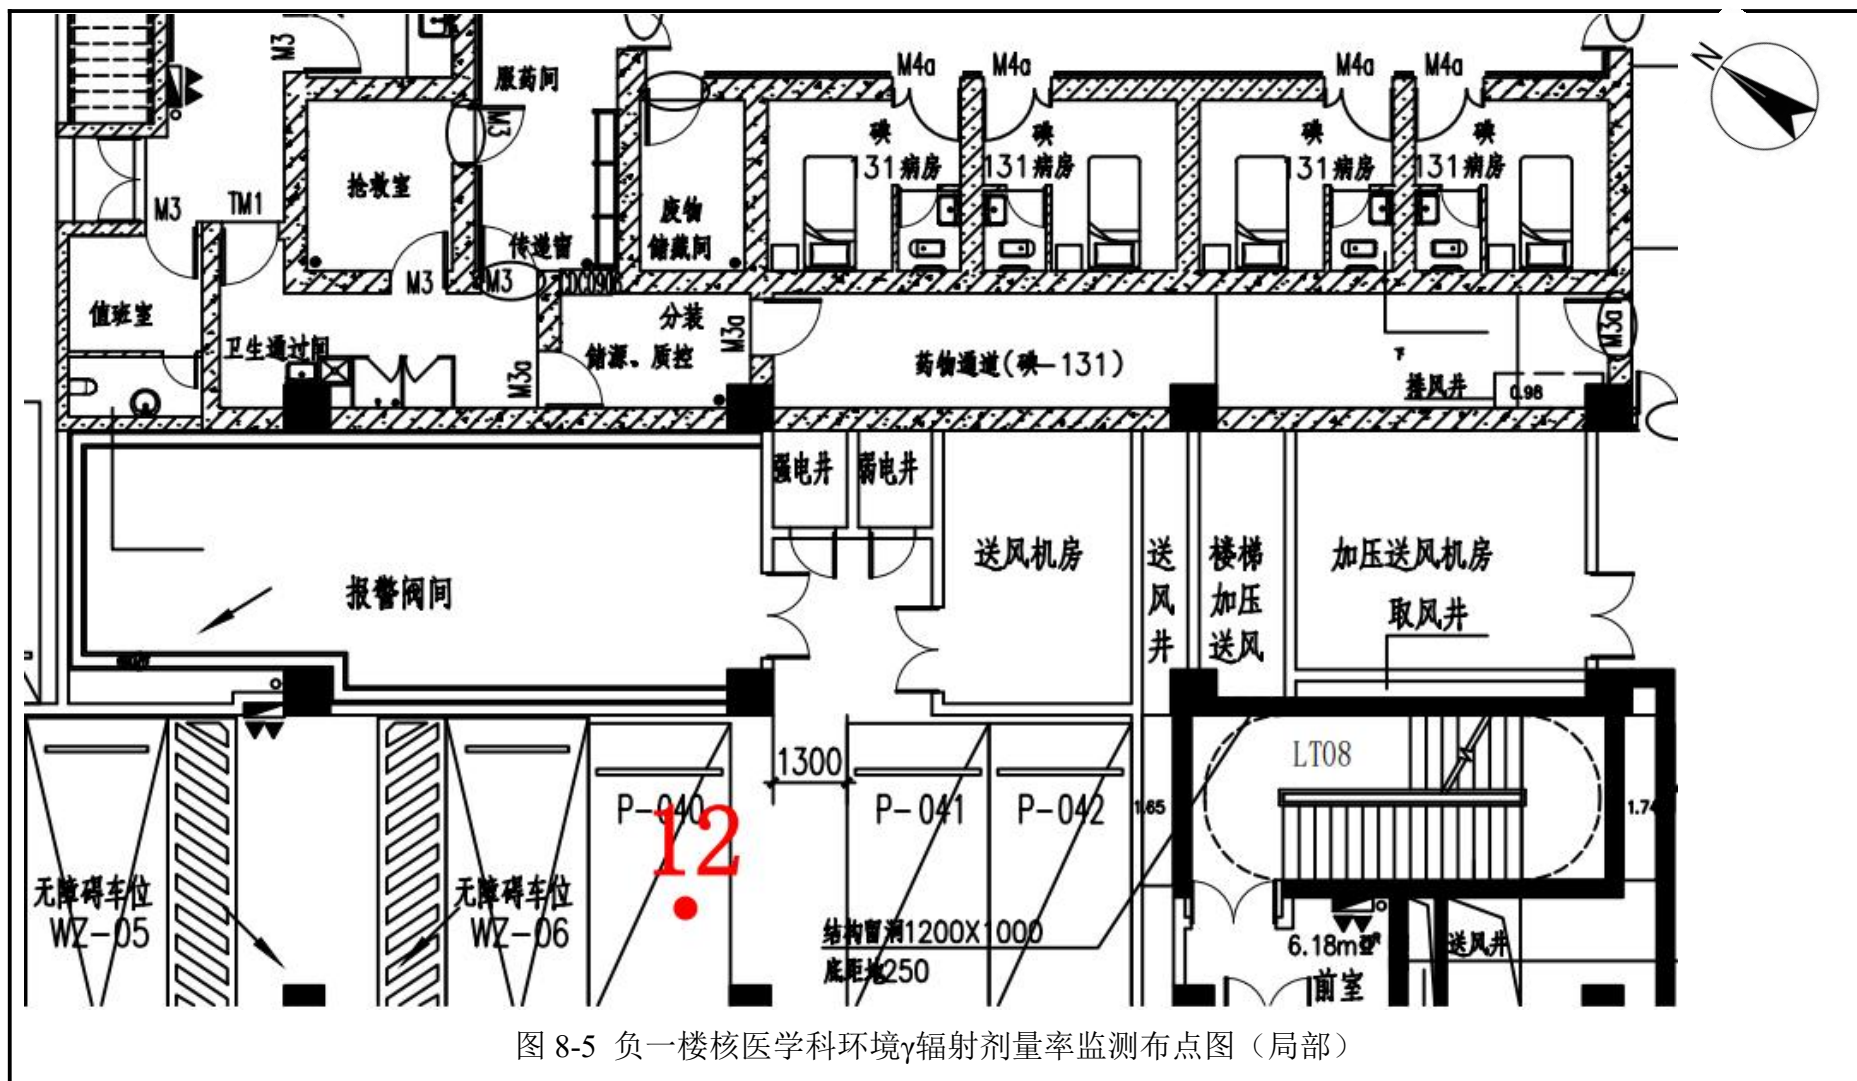 N
M3
服药间
M4a
M4a
M4a
M4a
M3
碘
131病房
碘
131病房
碘
131病房
碘
131病房
抢救室
M3
TM1
废物
储藏间
传递窗
M3
M3
值班室
卫生通过间
分装
储源、质控
M3a
M3a
药物通道(碘-131)
排风井
0.98
M3a
强电井
弱电井
送风机房
送风井
楼梯
加压
送风
加压送风机房
取风井
报警阀间
1300
LT08
P-040
P-041
P-042
1.65
1.74
12
无障碍车位
WZ-05
无障碍车位
WZ-06
结构留洞1200X1000
底距地250
6.18m
前室
送风井
图 8-5 负一楼核医学科环境γ辐射剂量率监测布点图（局部）